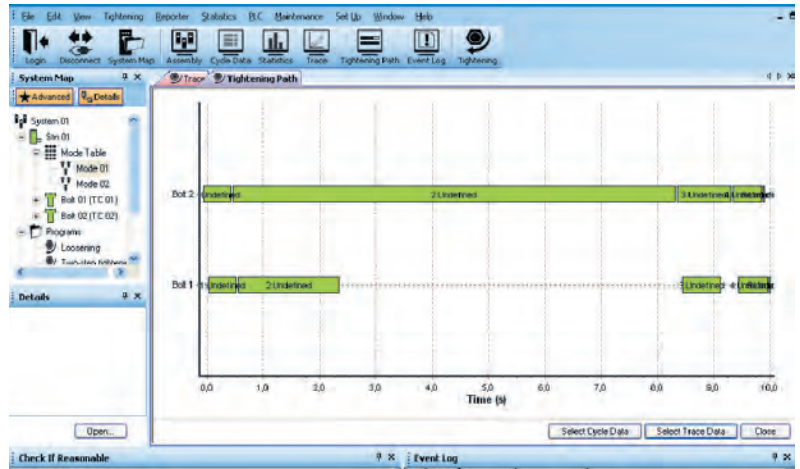 File Edit View Tightening Reporter Statistics PLC Maintenance Set Up Window Help
Login Disconnect System Map Assembly Cycle Data Statistics Trace Tightening Path Event Log Tightening
System Map
Trace Tightening Path
Advanced Details
System 01
Stn 01
Mode Table
Mode 01
Mode 02
Bolt 01 (TC 01)
Bolt 02 (TC 02)
Programs
Loosening
Details
Open...
Bolt 2 2:Undefined 3:Undefined
Bolt 1 2:Undefined
0,0 1,0 2,0 3,0 4,0 5,0 6,0 7,0 8,0 9,0 10,0
Time (s)
Select Cycle Data Select Trace Data Close
Check If Reasonable Event Log